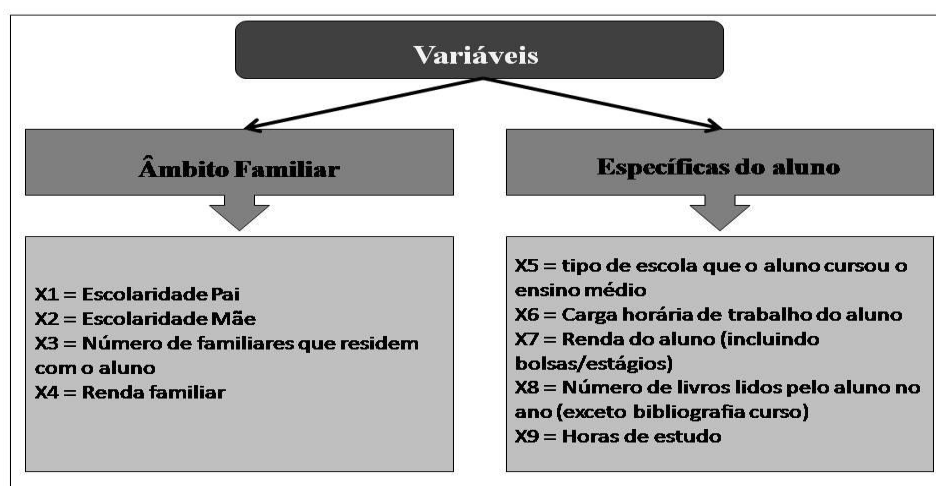 Variáveis
Âmbito Familiar
X1 = Escolaridade Pai
X2 = Escolaridade Mãe
X3 = Número de familiares que residem
com o aluno
X4 = Renda familiar
Específicas do aluno
X5 = tipo de escola que o aluno cursou o
ensino médio
X6 = Carga horária de trabalho do aluno
X7 = Renda do aluno (incluindo
bolsas/estágios)
X8 = Número de livros lidos pelo aluno no
ano (exceto bibliografia curso)
X9 = Horas de estudo